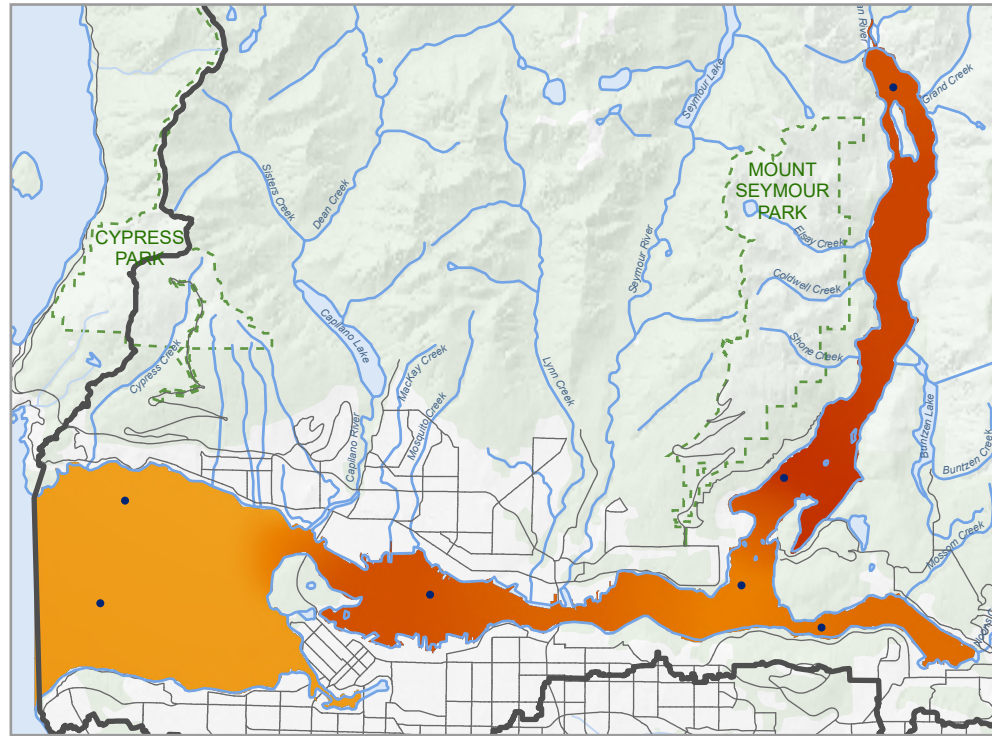 Grand Creek
Seymour Lake
MOUNT
SEYMOUR
PARK
Sisters Creek
Dean Creek
CYPRESS
PARK
Elsay Creek
Seymour River
Coldwell Creek
Capilano Lake
Shone Creek
Cypress Creek
MacKay Creek
Lynn Creek
Mosquito Creek
Buntzen Lake
Capilano River
Buntzen Creek
Mossom Creek
River